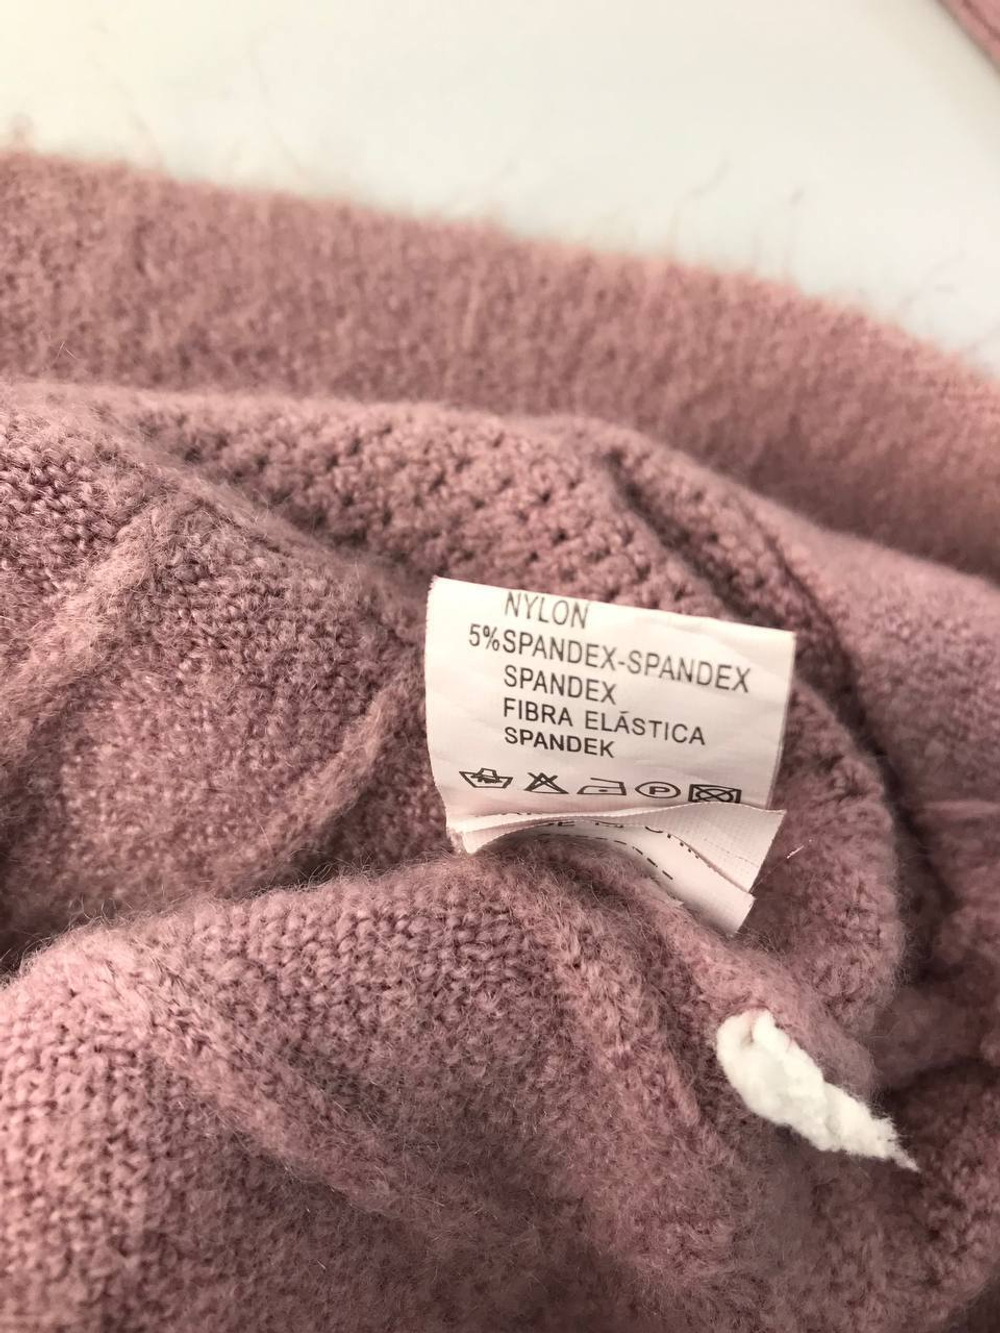 NYLON
5%SPANDEX-SPANDEX
SPANDEX
FIBRA ELÁSTICA
SPANDEK
P